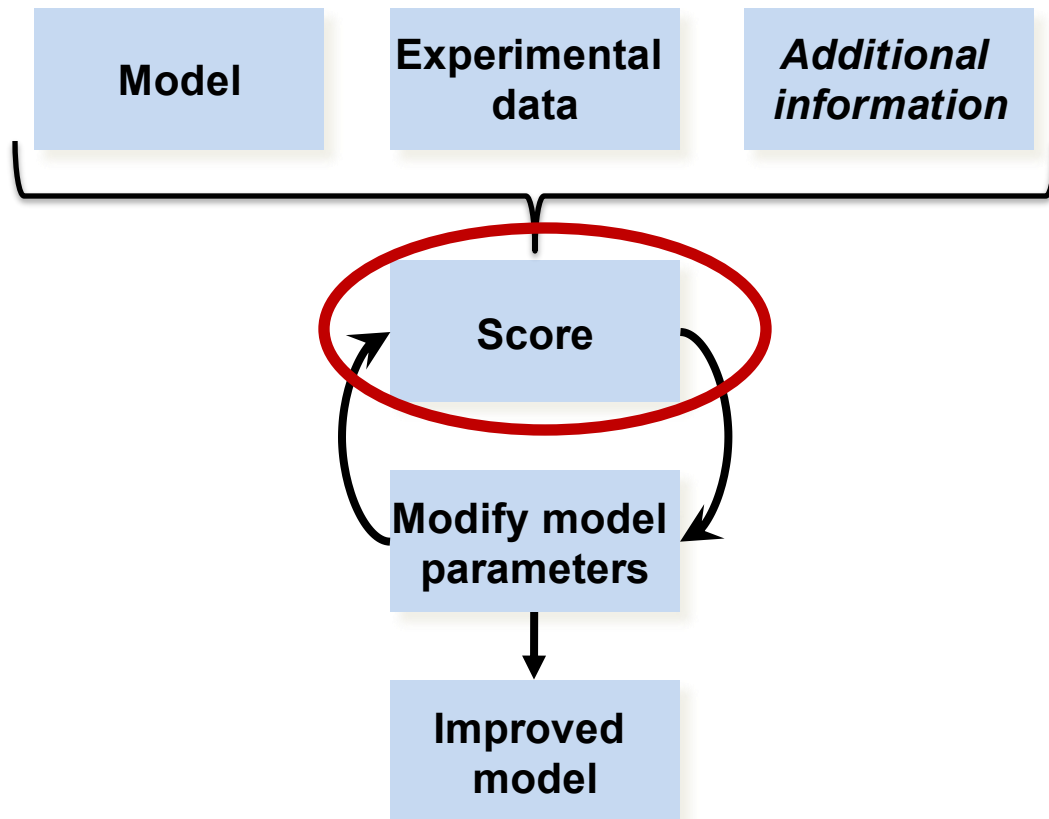 Model
Experimental
data
Additional
information
Score
Modify model
parameters
Improved
model